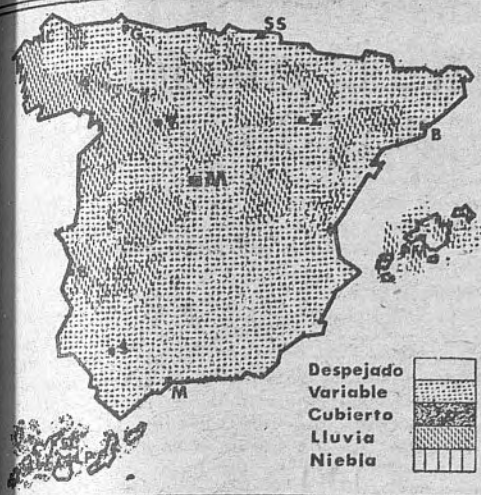 SS
G
Z
B
M
M
Despejado
Variable
Cubierto
Lluvia
Niebla